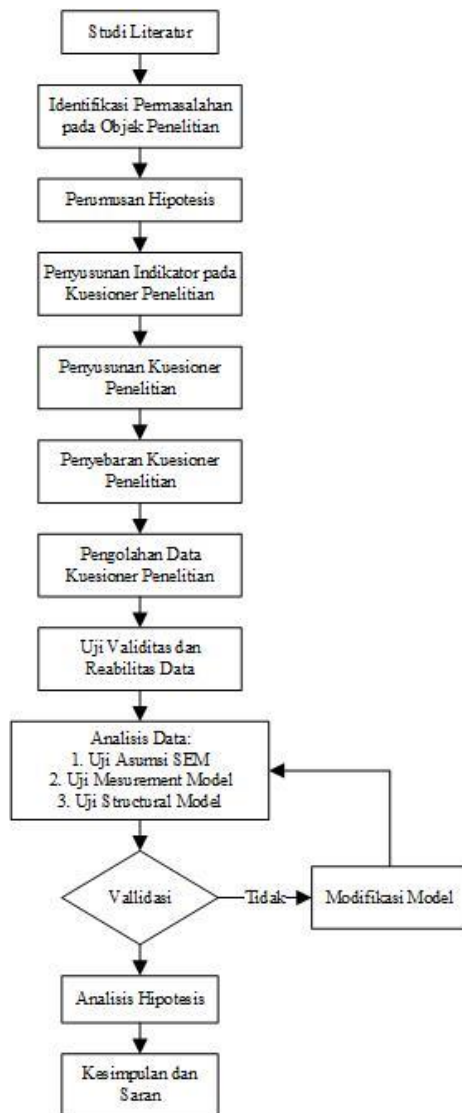 Studi Literatur
Identifikasi Permasalahan
pada Objek Penelitian
Perumusan Hipotesis
Penyusunan Indikator pada
Kuesioner Penelitian
Penyusunan Kuesioner
Penelitian
Penyebaran Kuesioner
Penelitian
Pengolahan Data
Kuesioner Penelitian
Uji Validitas dan
Reabilitas Data
Analisis Data:
1. Uji Asumsi SEM
2. Uji Mesurement Model
3. Uji Structural Model
Vallidasi
Tidak
Modifikasi Model
Analisis Hipotesis
Kesimpulan dan
Saran